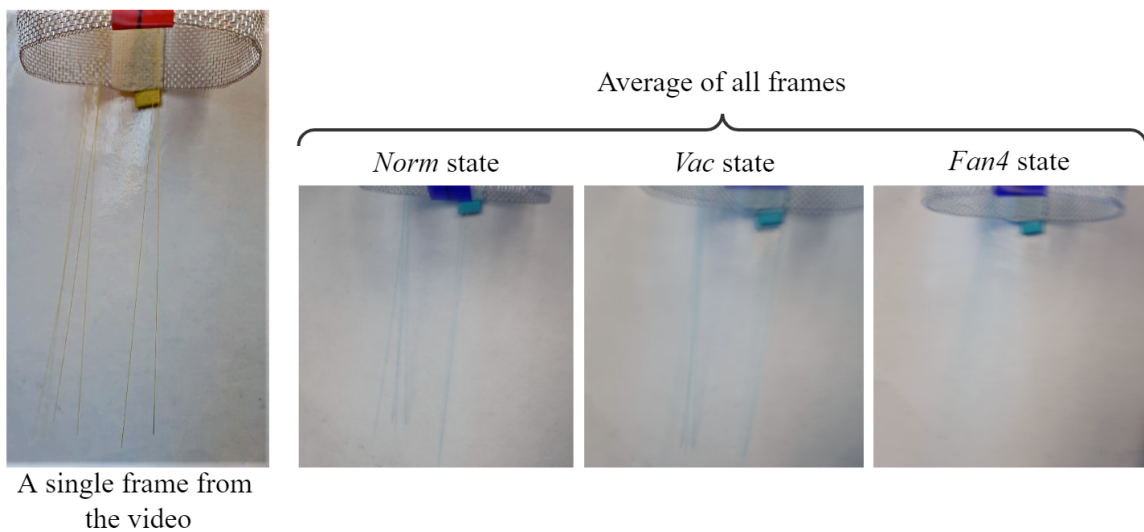 Average of all frames
Norm state
Vac state
Fan4 state
A single frame from
the video